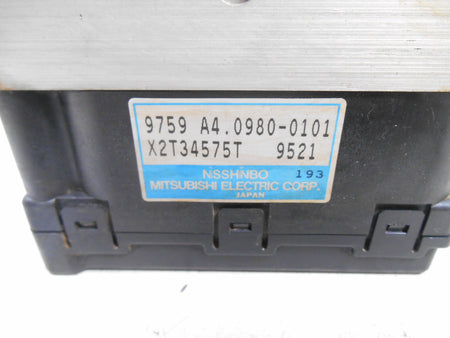 9759 A4.0980-0101
X2T34575T 9521
NSSHNBO 193
MITSUBISHI ELECTRIC CORP.
JAPAN